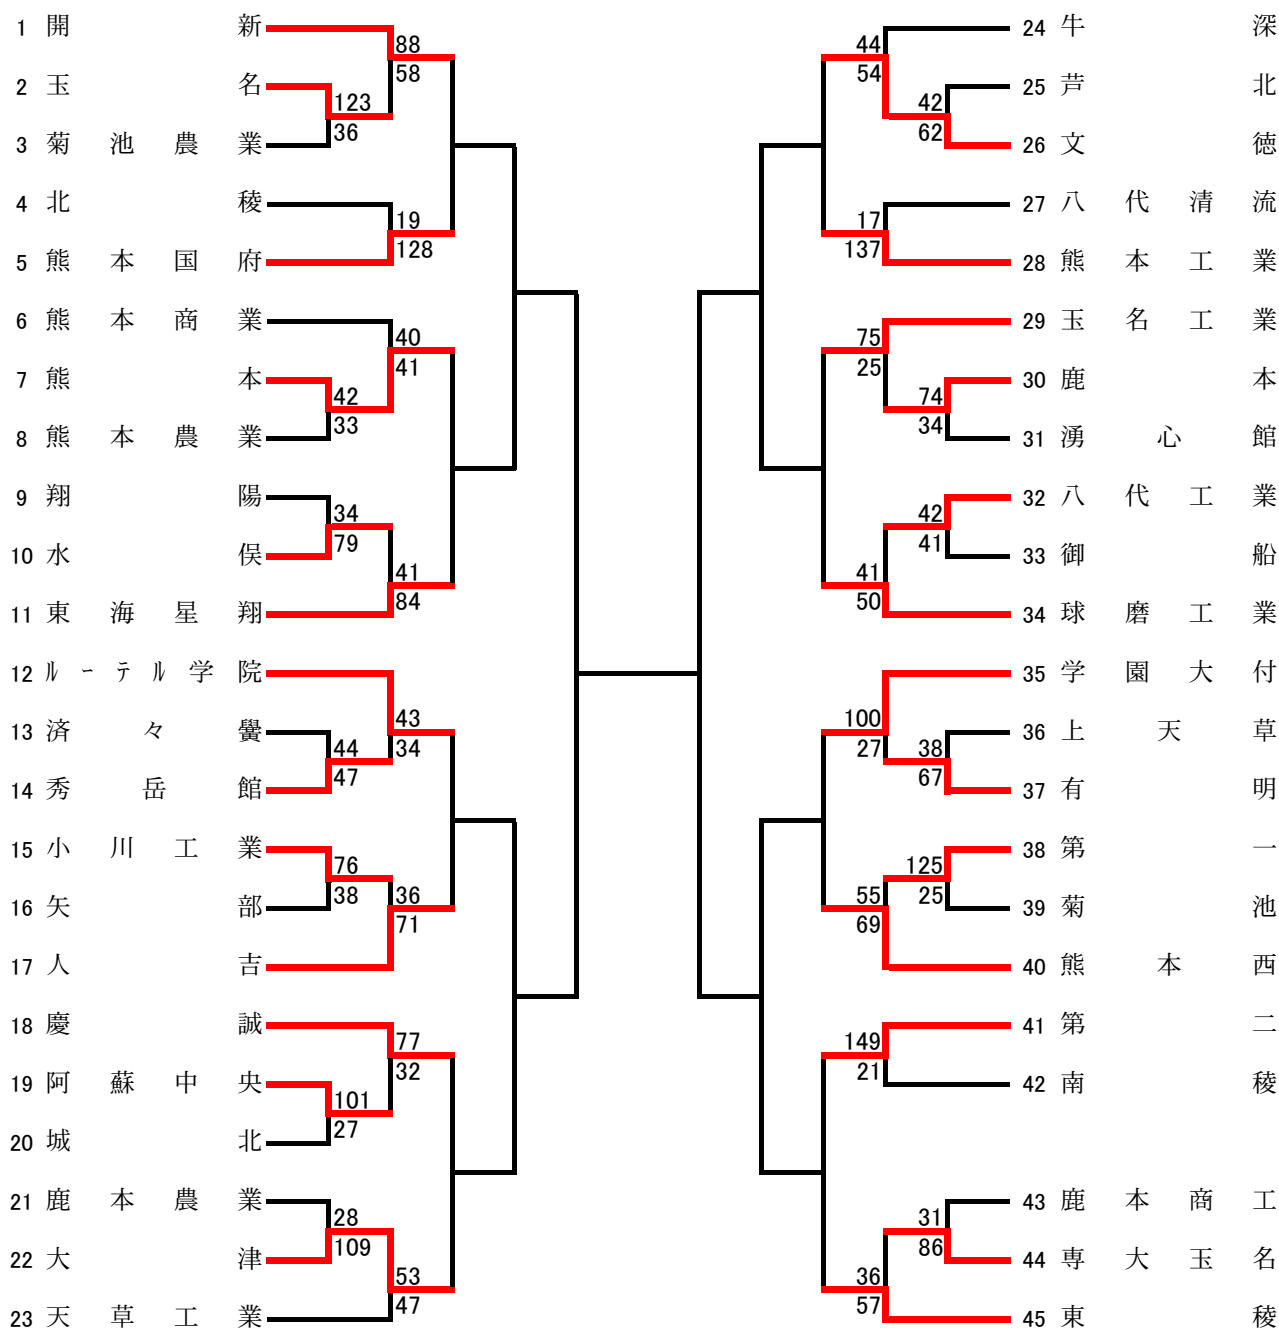 1 開新
88
58
2 玉名
123
36
3 菊池農業
4 北稜
19
128
5 熊本国府
6 熊本商業
40
41
7 熊本
42
33
8 熊本農業
9 翔陽
34
79
10 水俣
41
84
11 東海星翔
12 ルーテル学院
43
34
13 済々黌
44
47
14 秀岳館
15 小川工業
76
38
16 矢部
36
71
17 人吉
18 慶誠
77
32
19 阿蘇中央
101
27
20 城北
21 鹿本農業
28
109
22 大津
53
47
23 天草工業
24 牛深
44
54
25 芦北
42
62
26 文徳
27 八代清流
17
137
28 熊本工業
29 玉名工業
75
25
30 鹿本
74
34
31 湧心館
32 八代工業
42
41
33 御船
41
50
34 球磨工業
35 学園大付
100
27
36 上天草
38
67
37 有明
38 第一
125
25
39 菊池
55
69
40 熊本西
41 第二
149
21
42 南稜
43 鹿本商工
31
86
44 専大玉名
36
57
45 東稜